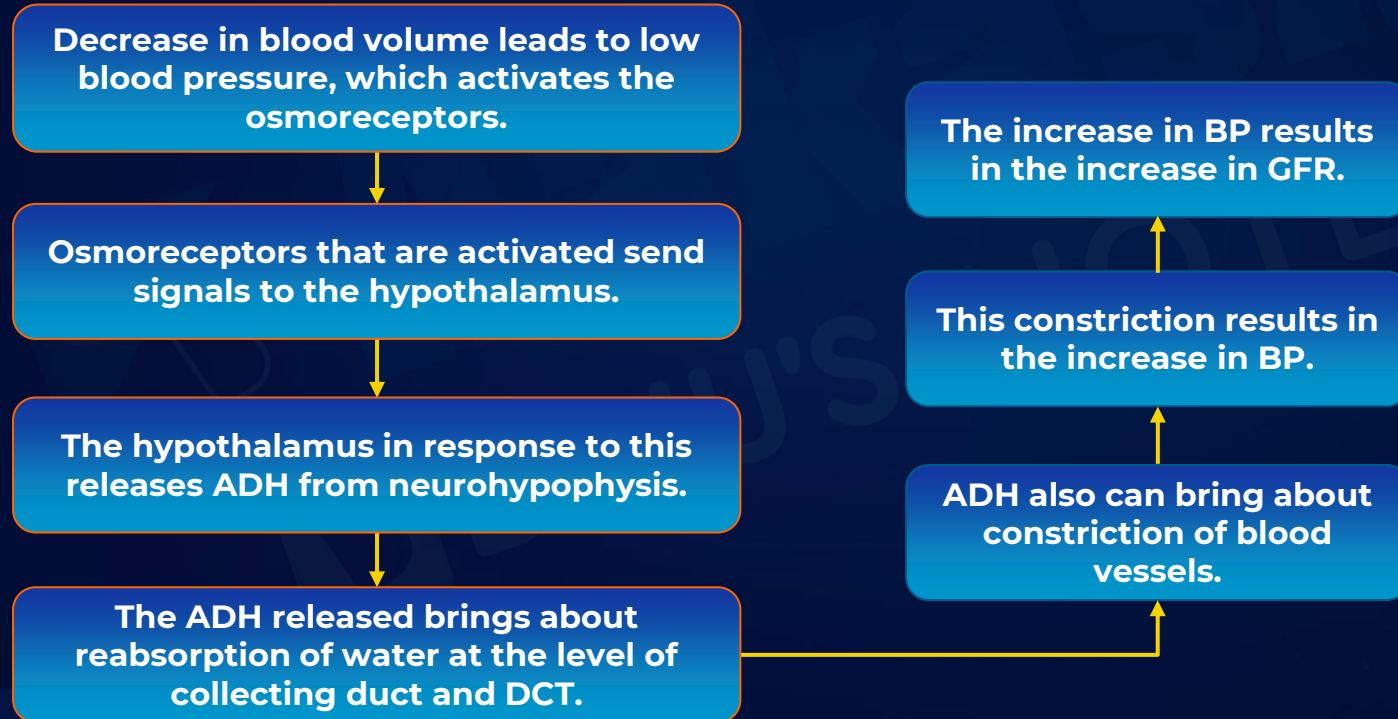 Decrease in blood volume leads to low
blood pressure, which activates the
osmoreceptors.
Osmoreceptors that are activated send
signals to the hypothalamus.
The hypothalamus in response to this
releases ADH from neurohypophysis.
The ADH released brings about
reabsorption of water at the level of
collecting duct and DCT.
ADH also can bring about
constriction of blood
vessels.
This constriction results in
the increase in BP.
The increase in BP results
in the increase in GFR.